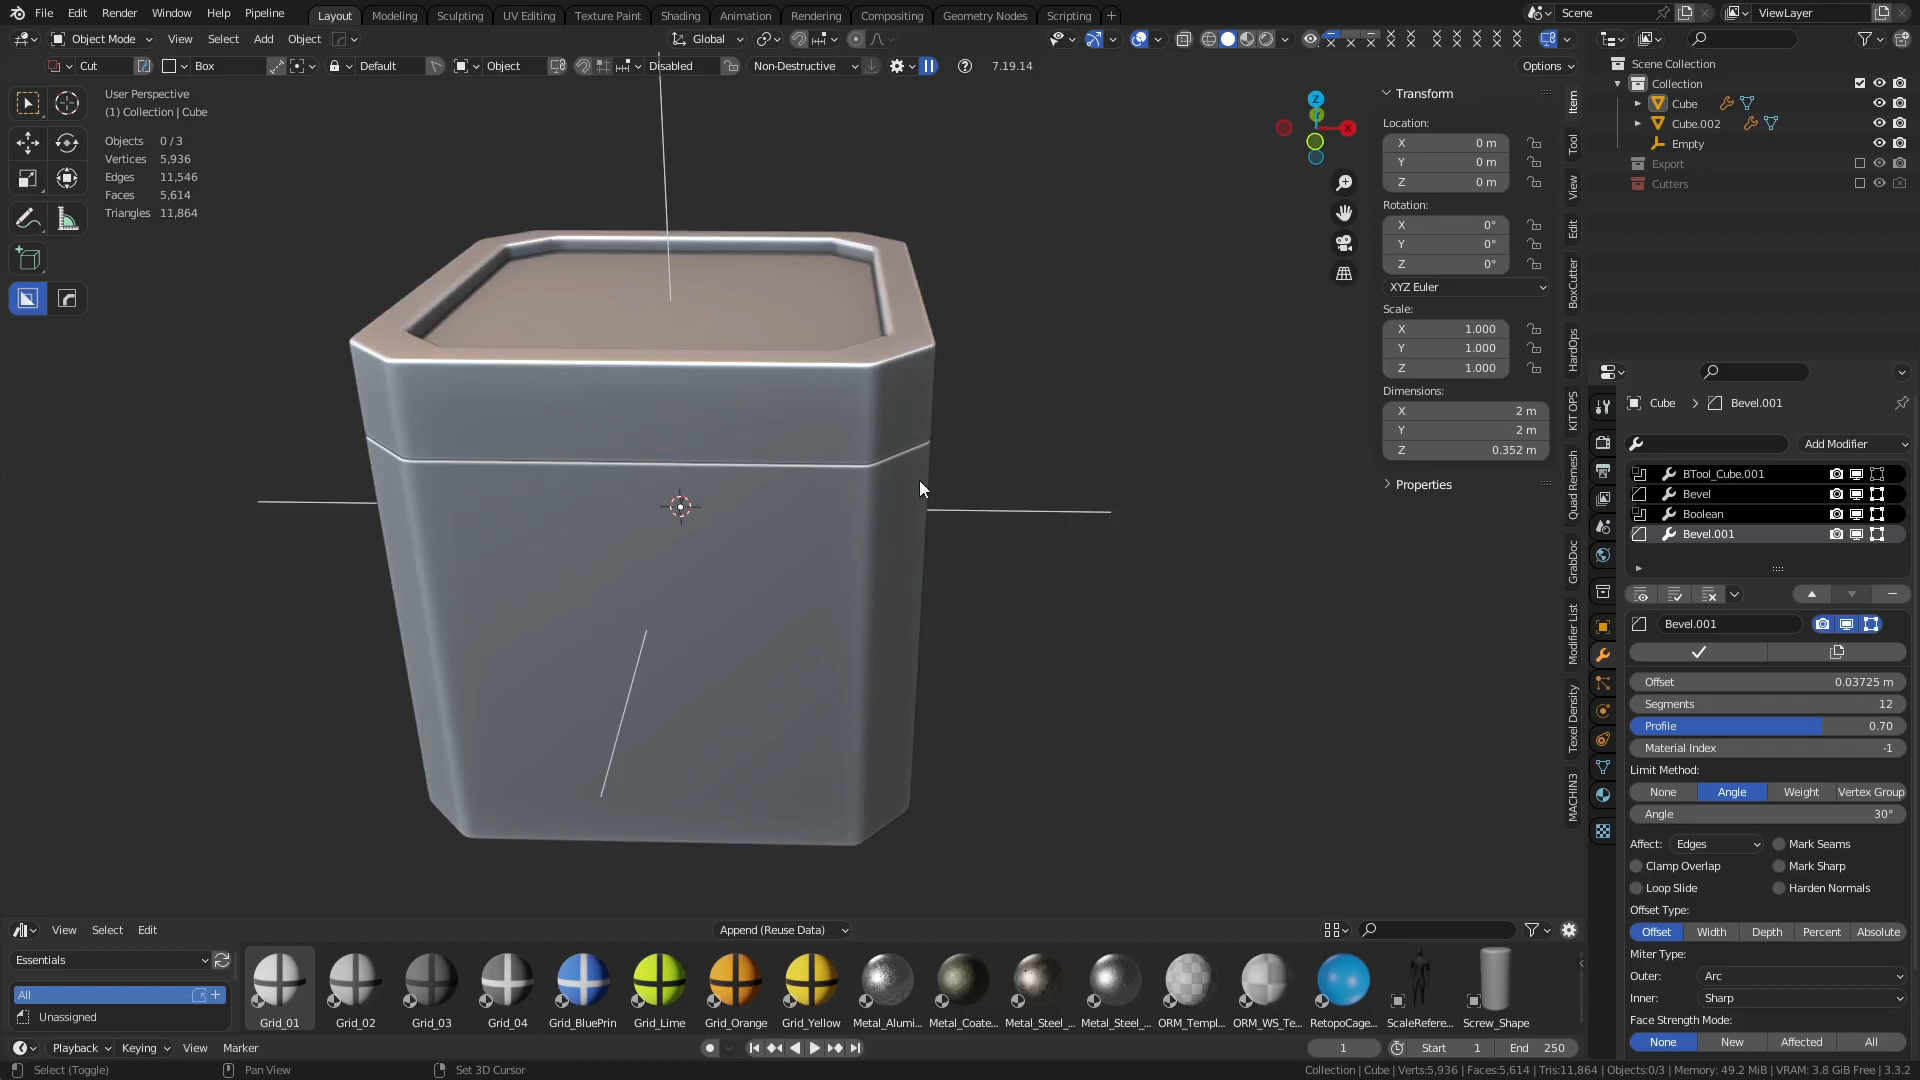 File Edit Render Window Help Pipeline Layout Modeling Sculpting UV Editing Texture Paint Shading Animation Rendering Compositing Geometry Nodes Scripting + Scene ViewLayer
Object Mode View Select Add Object Global
Cut Box Default Object Disabled Non-Destructive 7.19.14 Options
User Perspective
(1) Collection | Cube
Objects 0 / 3
Vertices 5,936
Edges 11,546
Faces 5,614
Triangles 11,864
Z
Y
X
Transform
Location:
X 0 m
Y 0 m
Z 0 m
Rotation:
X 0°
Y 0°
Z 0°
XYZ Euler
Scale:
X 1.000
Y 1.000
Z 1.000
Dimensions:
X 2 m
Y 2 m
Z 0.352 m
Properties
Item
Tool
View
Edit
BoxCutter
HardOps
KIT OPS
Quad Remesh
GrabDoc
Modifier List
Texel Density
MACHIN3
Scene Collection
Collection
Cube
Cube.002
Empty
Export
Cutters
Cube > Bevel.001
Add Modifier
BTool_Cube.001
Bevel
Boolean
Bevel.001
Bevel.001
Offset 0.03725 m
Segments 12
Profile 0.70
Material Index -1
Limit Method:
None Angle Weight Vertex Group
Angle 30°
Affect: Edges Mark Seams
Clamp Overlap Mark Sharp
Loop Slide Harden Normals
Offset Type:
Offset Width Depth Percent Absolute
Miter Type:
Outer: Arc
Inner: Sharp
Face Strength Mode:
None New Affected All
View Select Edit Append (Reuse Data)
Essentials
All
Unassigned
Grid_01 Grid_02 Grid_03 Grid_04 Grid_BluePrin Grid_Lime Grid_Orange Grid_Yellow Metal_Alumi... Metal_Coate... Metal_Steel_... Metal_Steel_... ORM_Templ... ORM_WS_Te... RetopoCage... ScaleRefere... Screw_Shape
Playback Keying View Marker 1 Start 1 End 250
Select (Toggle) Pan View Set 3D Cursor Collection | Cube | Verts:5,936 | Faces:5,614 | Tris:11,864 | Objects:0/3 | Memory: 49.2 MiB | VRAM: 3.8 GiB Free | 3.3.2